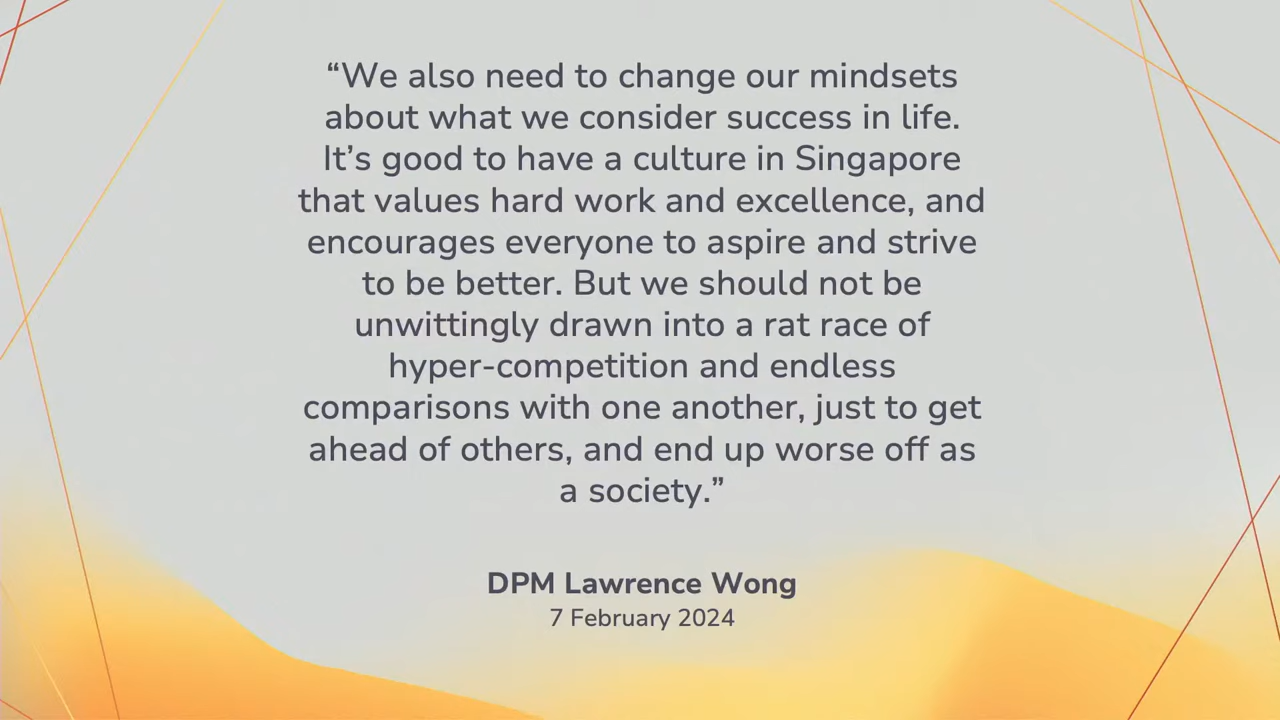 “We also need to change our mindsets
about what we consider success in life.
It’s good to have a culture in Singapore
that values hard work and excellence, and
encourages everyone to aspire and strive
to be better. But we should not be
unwittingly drawn into a rat race of
hyper-competition and endless
comparisons with one another, just to get
ahead of others, and end up worse off as
a society.”
DPM Lawrence Wong
7 February 2024